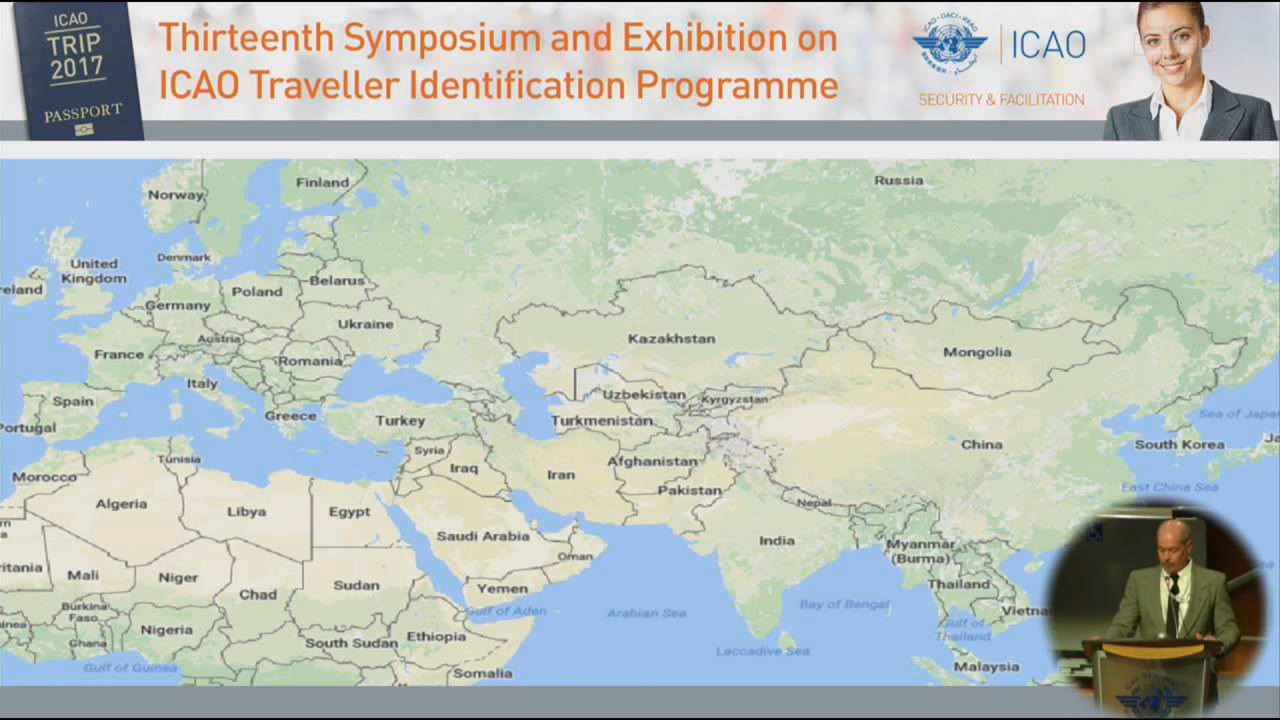 ICAO
TRIP
2017
PASSPORT
Thirteenth Symposium and Exhibition on
ICAO Traveller Identification Programme
ICAO
SECURITY & FACILITATION
Norway
Finland
Russia
United
Kingdom
Denmark
reland
Germany
Poland
Belarus
Ukraine
Austria
France
Romania
Kazakhstan
Mongolia
Italy
Spain
Portugal
Greece
Turkey
Uzbekistan
Kyrgyzstan
Turkmenistan
Sea of Japa
China
South Korea
Ja
Tunisia
Morocco
Syria
Iraq
Iran
Afghanistan
Pakistan
East China Sea
Algeria
Libya
Egypt
Nepal
Saudi Arabia
Oman
India
Myanmar
(Burma)
itania
Mali
Niger
Chad
Sudan
Yemen
Thailand
Gulf of Aden
Arabian Sea
Bay of Bengal
Vietna
Burkina
Faso
Ghana
Nigeria
South Sudan
Ethiopia
Gulf of
Thailand
Laccadive Sea
Gulf of Guinea
Somalia
Malaysia